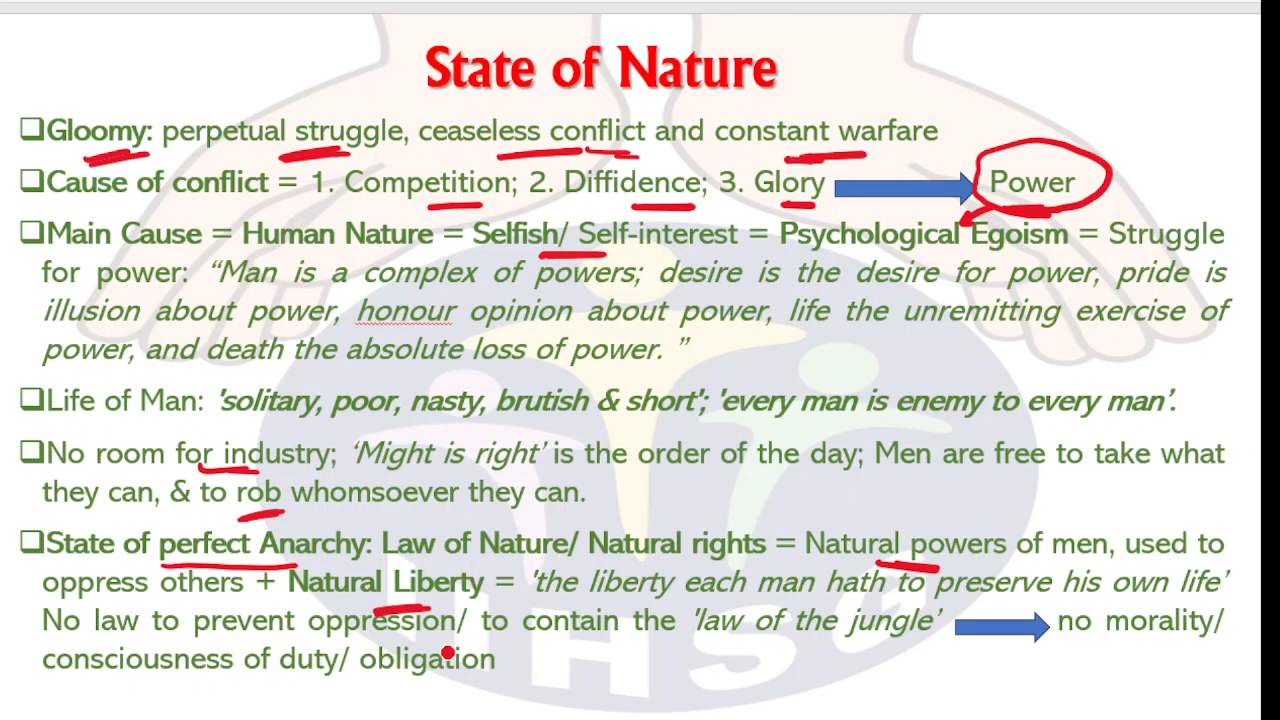 State of Nature
❑Gloomy: perpetual struggle, ceaseless conflict and constant warfare
❑Cause of conflict = 1. Competition; 2. Diffidence; 3. Glory Power
❑Main Cause = Human Nature = Selfish/ Self-interest = Psychological Egoism = Struggle
for power: “Man is a complex of powers; desire is the desire for power, pride is
illusion about power, honour opinion about power, life the unremitting exercise of
power, and death the absolute loss of power. ”
❑Life of Man: 'solitary, poor, nasty, brutish & short'; 'every man is enemy to every man’.
❑No room for industry; ‘Might is right’ is the order of the day; Men are free to take what
they can, & to rob whomsoever they can.
❑State of perfect Anarchy: Law of Nature/ Natural rights = Natural powers of men, used to
oppress others + Natural Liberty = 'the liberty each man hath to preserve his own life’
No law to prevent oppression/ to contain the 'law of the jungle’ no morality/
consciousness of duty/ obligation